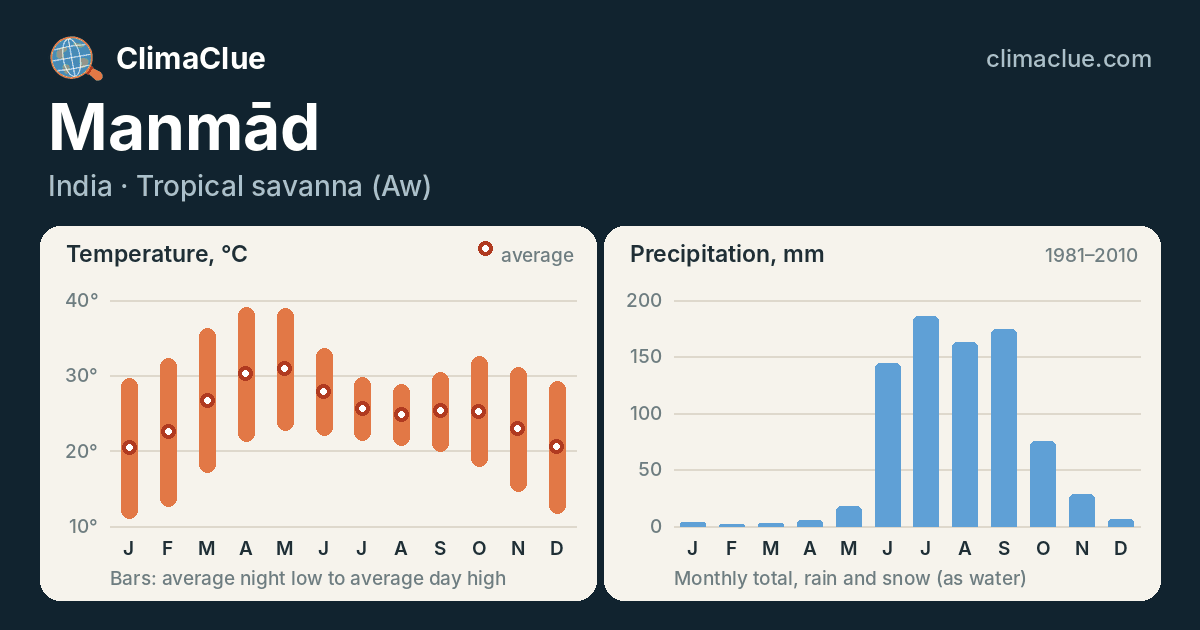 ClimaClue
climaclue.com
Manmād
India · Tropical savanna (Aw)
Temperature, °C
average
40°
30°
20°
10°
J F M A M J J A S O N D
Bars: average night low to average day high
Precipitation, mm
1981–2010
200
150
100
50
0
J F M A M J J A S O N D
Monthly total, rain and snow (as water)